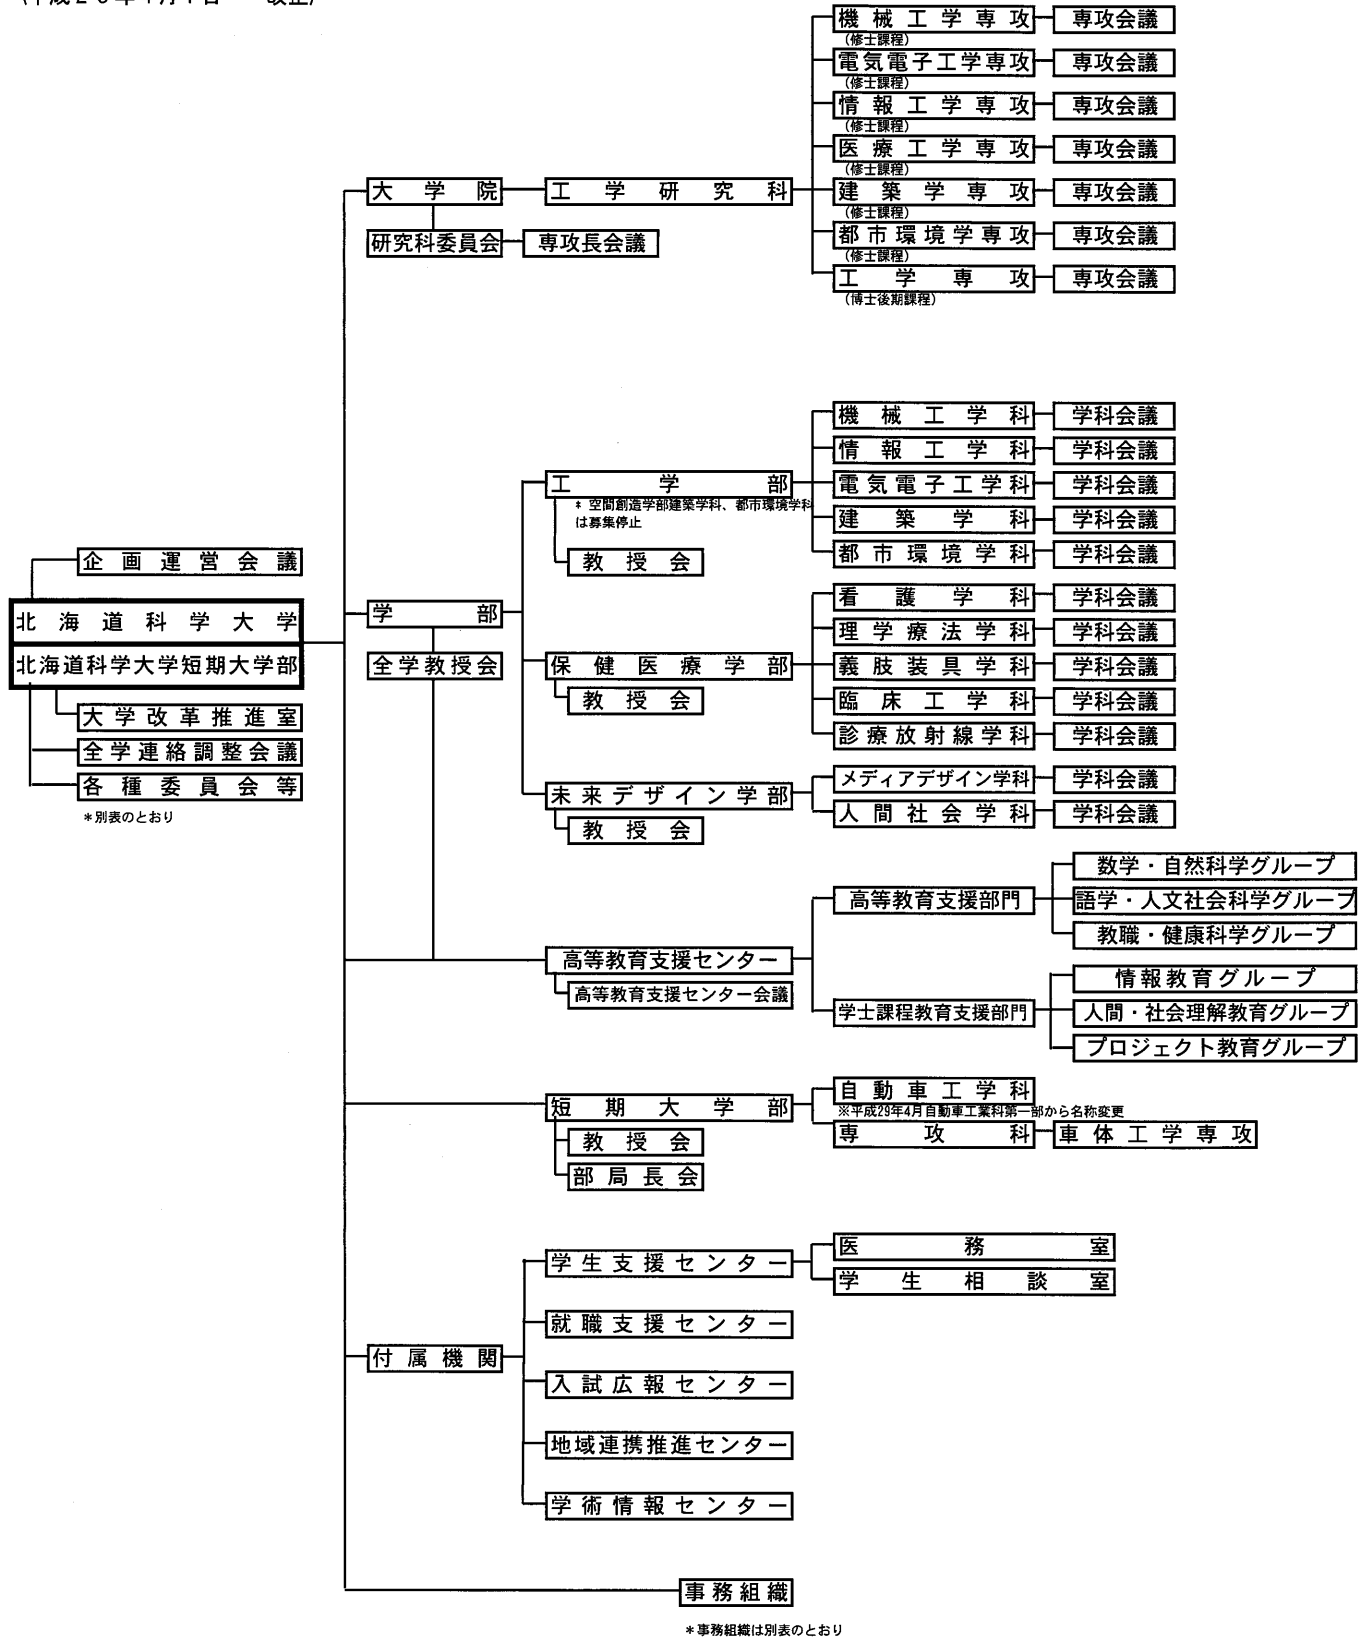 機械工学専攻 専攻会議
(修士課程)
電気電子工学専攻 専攻会議
(修士課程)
情報工学専攻 専攻会議
(修士課程)
医療工学専攻 専攻会議
(修士課程)
大学院 工学研究科 建築学専攻 専攻会議
(修士課程)
研究科委員会 専攻長会議 都市環境学専攻 専攻会議
(修士課程)
工学専攻 専攻会議
(博士後期課程)
機械工学科 学科会議
情報工学科 学科会議
工学部 電気電子工学科 学科会議
* 空間創造学部建築学科、都市環境学科
は募集停止
建築学科 学科会議
教授会 都市環境学科 学科会議
企画運営会議
北海道科学大学
北海道科学大学短期大学部
大学改革推進室
全学連絡調整会議
各種委員会等
*別表のとおり
学部
全学教授会
看護学科 学科会議
理学療法学科 学科会議
保健医療学部 義肢装具学科 学科会議
教授会 臨床工学科 学科会議
診療放射線学科 学科会議
メディアデザイン学科 学科会議
未来デザイン学部 人間社会学科 学科会議
教授会
数学・自然科学グループ
高等教育支援部門 語学・人文社会科学グループ
教職・健康科学グループ
高等教育支援センター
高等教育支援センター会議
情報教育グループ
学士課程教育支援部門 人間・社会理解教育グループ
プロジェクト教育グループ
自動車工学科
短期大学部
※平成29年4月自動車工業科第一部から名称変更
教授会 専攻科 車体工学専攻
部局長会
医務室
学生支援センター
学生相談室
就職支援センター
付属機関
入試広報センター
地域連携推進センター
学術情報センター
事務組織
*事務組織は別表のとおり